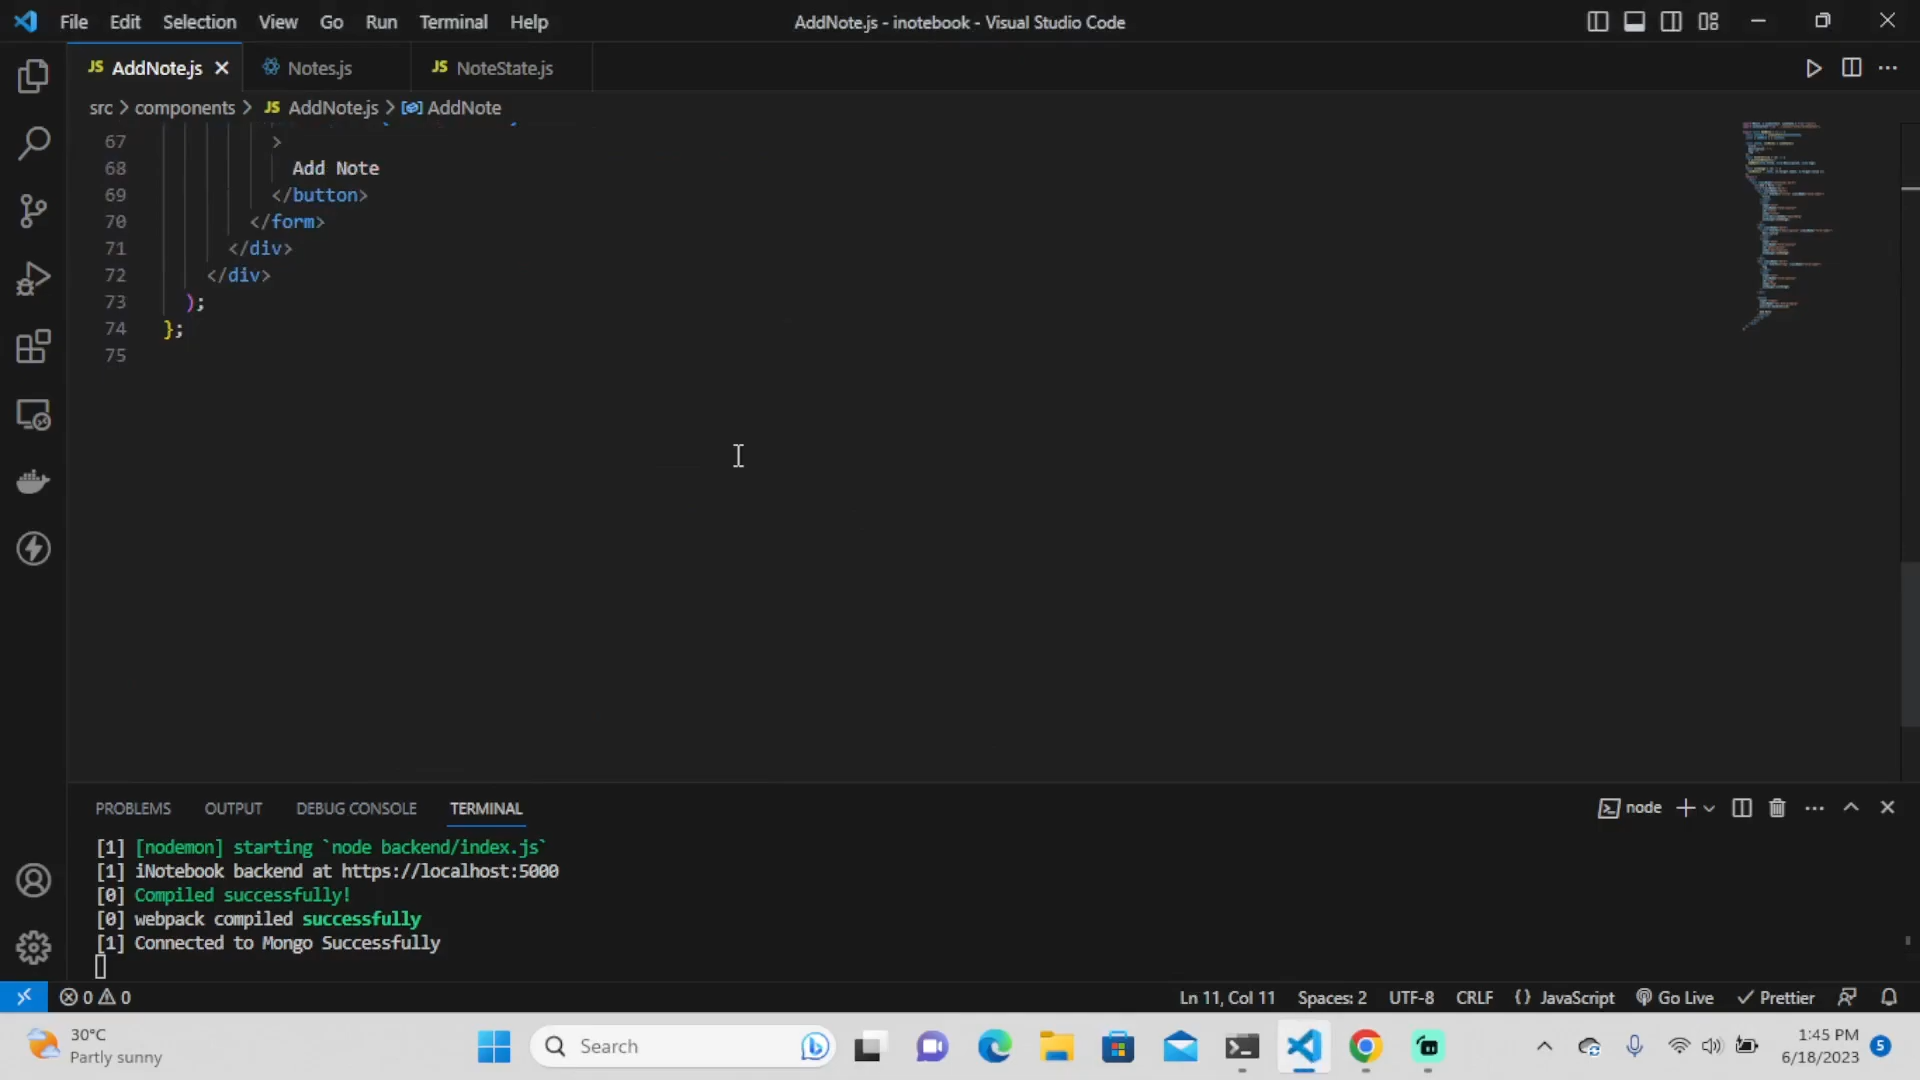 File Edit Selection View Go Run Terminal Help
AddNote.js - inotebook - Visual Studio Code
JS AddNote.js Notes.js JS NoteState.js
src > components > JS AddNote.js > AddNote
67 >
68 Add Note
69 </button>
70 </form>
71 </div>
72 </div>
73 );
74 };
75
PROBLEMS OUTPUT DEBUG CONSOLE TERMINAL
node
[1] [nodemon] starting `node backend/index.js`
[1] iNotebook backend at https://localhost:5000
[0] Compiled successfully!
[0] webpack compiled successfully
[1] Connected to Mongo Successfully
0 0 Ln 11, Col 11 Spaces: 2 UTF-8 CRLF {} JavaScript Go Live Prettier
30°C
Partly sunny
Search
1:45 PM
6/18/2023
5